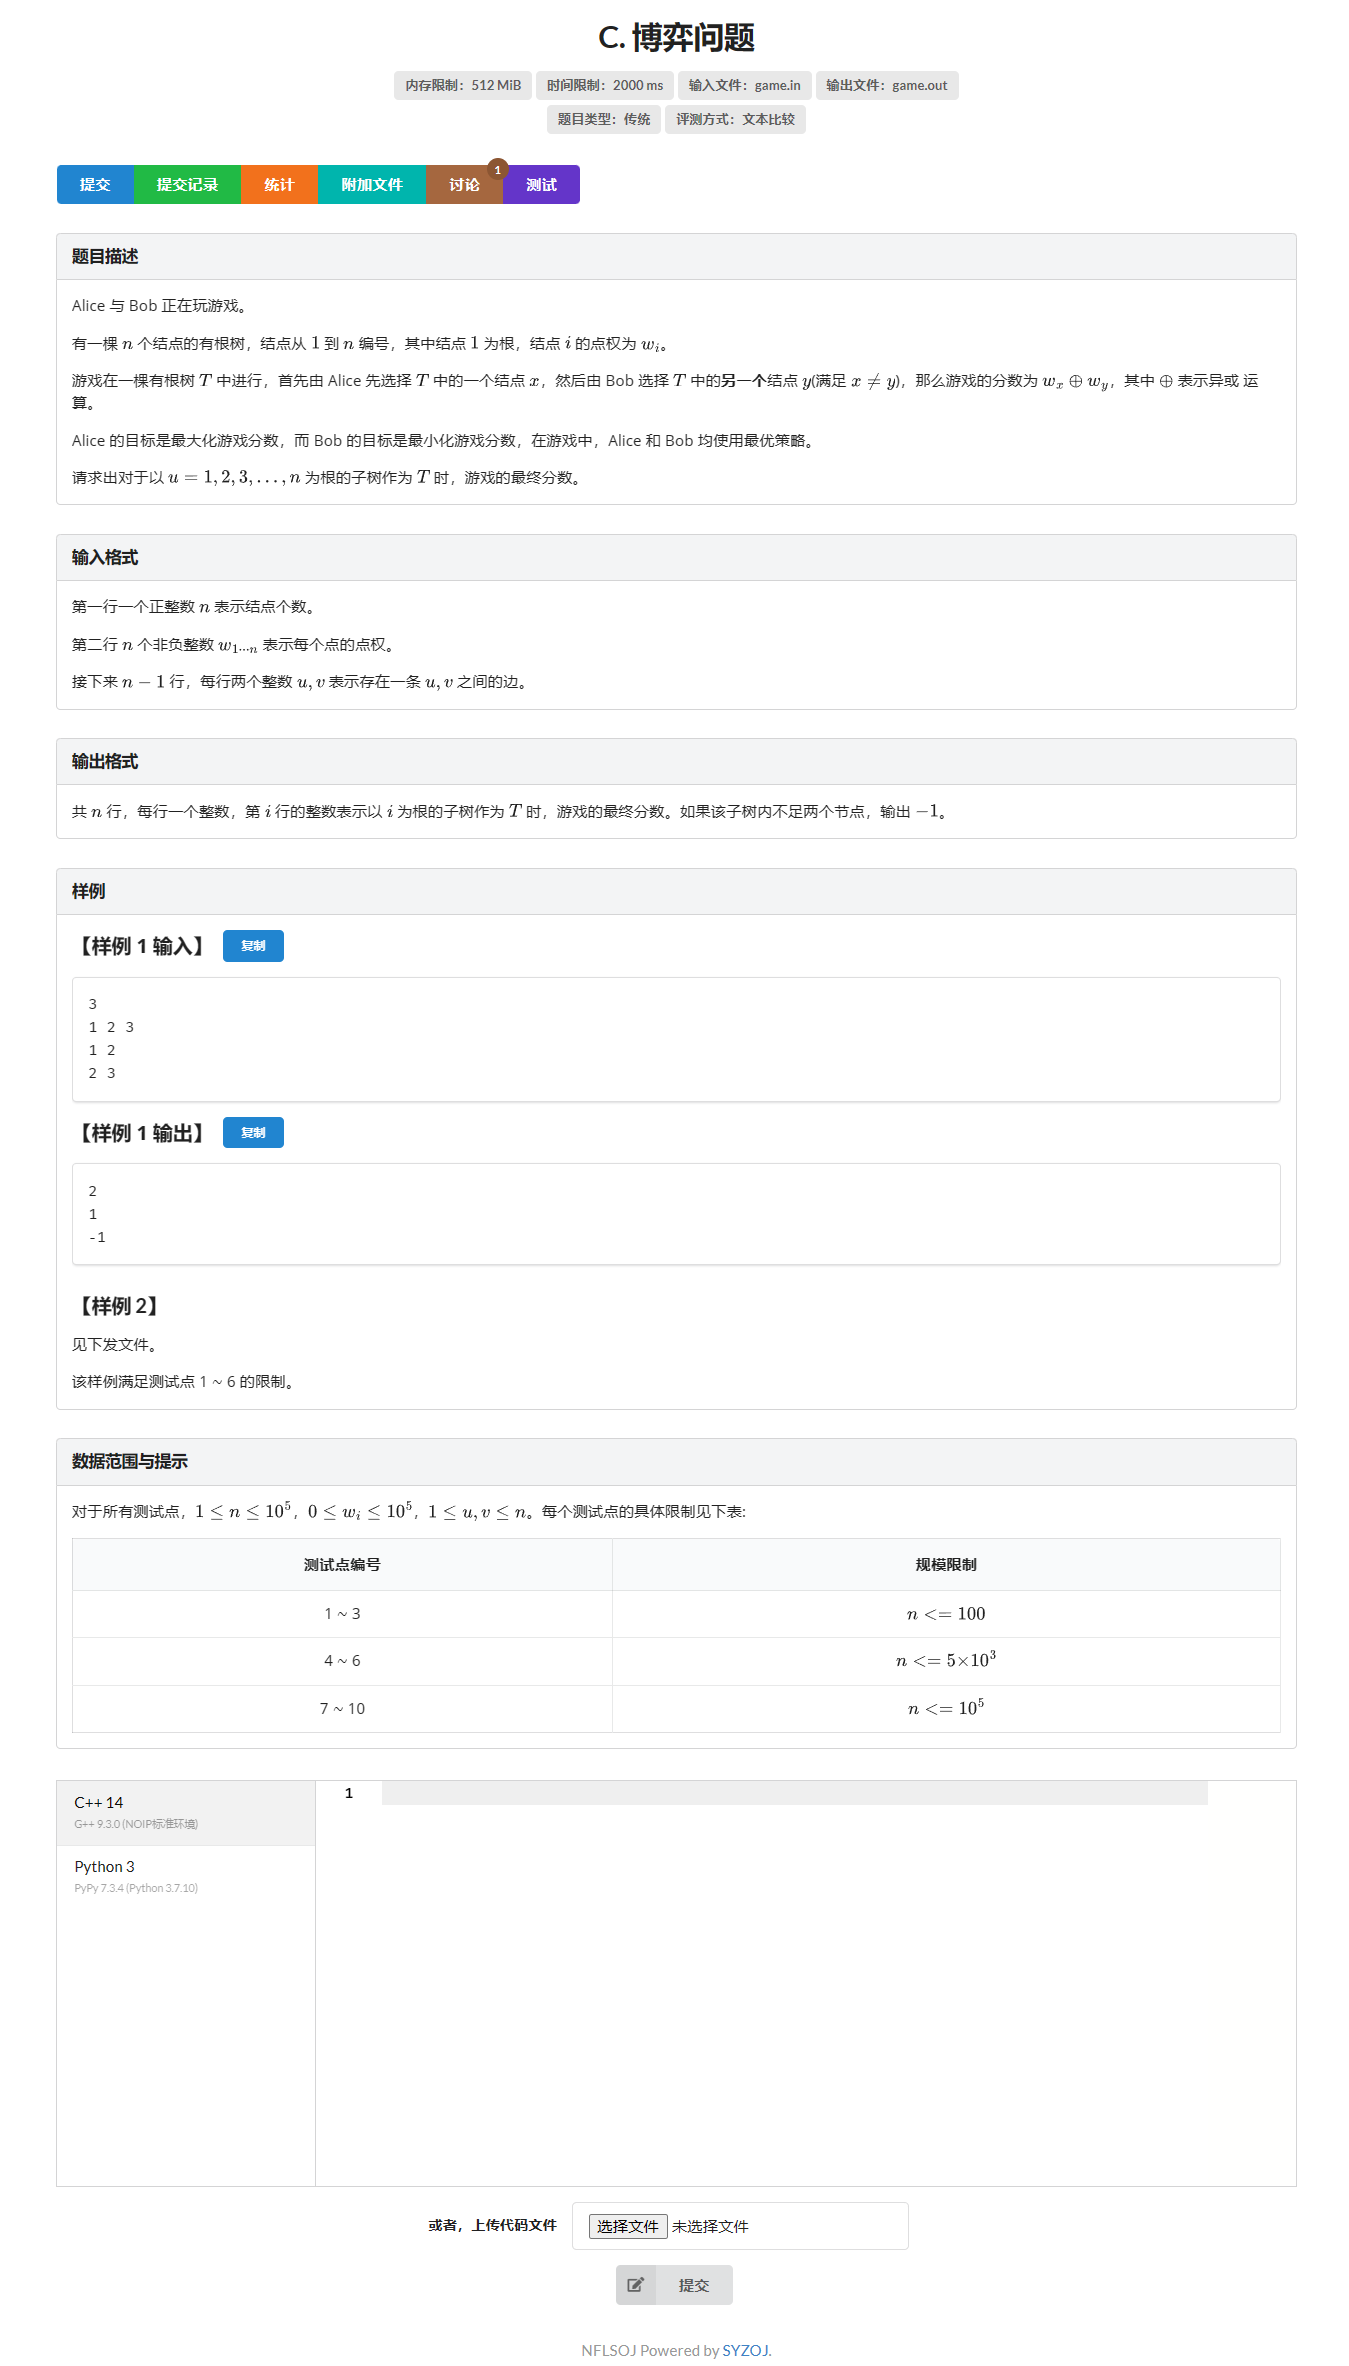 C. 博弈问题
内存限制：512 MiB 时间限制：2000 ms 输入文件：game.in 输出文件：game.out
题目类型：传统 评测方式：文本比较
提交 提交记录 统计 附加文件 讨论 1 测试
题目描述
Alice 与 Bob 正在玩游戏。
有一棵 n 个结点的有根树，结点从 1 到 n 编号，其中结点 1 为根，结点 i 的点权为 w_i。
游戏在一棵有根树 T 中进行，首先由 Alice 先选择 T 中的一个结点 x，然后由 Bob 选择 T 中的另一个结点 y(满足 x ≠ y)，那么游戏的分数为 w_x ⊕ w_y，其中 ⊕ 表示异或 运
算。
Alice 的目标是最大化游戏分数，而 Bob 的目标是最小化游戏分数，在游戏中，Alice 和 Bob 均使用最优策略。
请求出对于以 u = 1, 2, 3, …, n 为根的子树作为 T 时，游戏的最终分数。
输入格式
第一行一个正整数 n 表示结点个数。
第二行 n 个非负整数 w_{1…n} 表示每个点的点权。
接下来 n − 1 行，每行两个整数 u, v 表示存在一条 u, v 之间的边。
输出格式
共 n 行，每行一个整数，第 i 行的整数表示以 i 为根的子树作为 T 时，游戏的最终分数。如果该子树内不足两个节点，输出 −1。
样例
【样例 1 输入】 复制
3
1 2 3
1 2
2 3
【样例 1 输出】 复制
2
1
-1
【样例 2】
见下发文件。
该样例满足测试点 1 ~ 6 的限制。
数据范围与提示
对于所有测试点，1 ≤ n ≤ 10^5，0 ≤ w_i ≤ 10^5，1 ≤ u, v ≤ n。每个测试点的具体限制见下表:
测试点编号 规模限制
1 ~ 3 n <= 100
4 ~ 6 n <= 5×10^3
7 ~ 10 n <= 10^5
C++ 14 1
G++ 9.3.0 (NOIP标准环境)
Python 3
PyPy 7.3.4 (Python 3.7.10)
或者，上传代码文件 选择文件 未选择文件
提交
NFLSOJ Powered by SYZOJ.